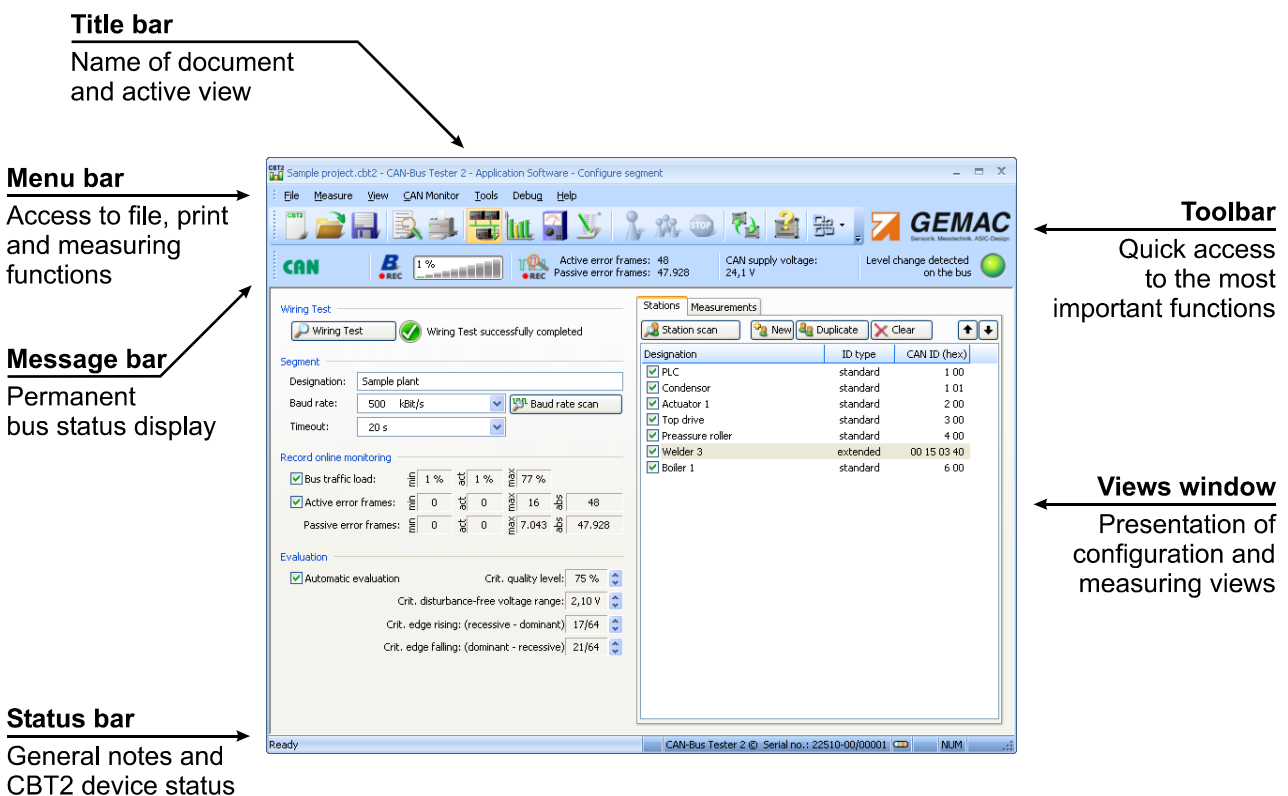 Title bar
Name of document
and active view
Menu bar
Access to file, print
and measuring
functions
Message bar
Permanent
bus status display
Status bar
General notes and
CBT2 device status
Toolbar
Quick access
to the most
important functions
Views window
Presentation of
configuration and
measuring views
CBT2
Sample project.cbt2 - CAN-Bus Tester 2 - Application Software - Configure segment
File Measure View CAN Monitor Tools Debug Help
CBT2
STOP
GEMAC
Sensorik. Messtechnik. ASIC-Design
CAN
B
REC
1 %
REC
Active error frames: 48
Passive error frames: 47.928
CAN supply voltage:
24,1 V
Level change detected
on the bus
Wiring Test
Wiring Test
Wiring Test successfully completed
Segment
Designation: Sample plant
Baud rate: 500 kBit/s Baud rate scan
Timeout: 20 s
Record online monitoring
Bus traffic load: min 1 % act 1 % max 77 %
Active error frames: min 0 act 0 max 16 abs 48
Passive error frames: min 0 act 0 max 7.043 abs 47.928
Evaluation
Automatic evaluation Crit. quality level: 75 %
Crit. disturbance-free voltage range: 2,10 V
Crit. edge rising: (recessive - dominant) 17/64
Crit. edge falling: (dominant - recessive) 21/64
Stations Measurements
Station scan New Duplicate Clear
Designation ID type CAN ID (hex)
PLC standard 1 00
Condensor standard 1 01
Actuator 1 standard 2 00
Top drive standard 3 00
Preassure roller standard 4 00
Welder 3 extended 00 15 03 40
Boiler 1 standard 6 00
Ready
CAN-Bus Tester 2 © Serial no.: 22510-00/00001
NUM